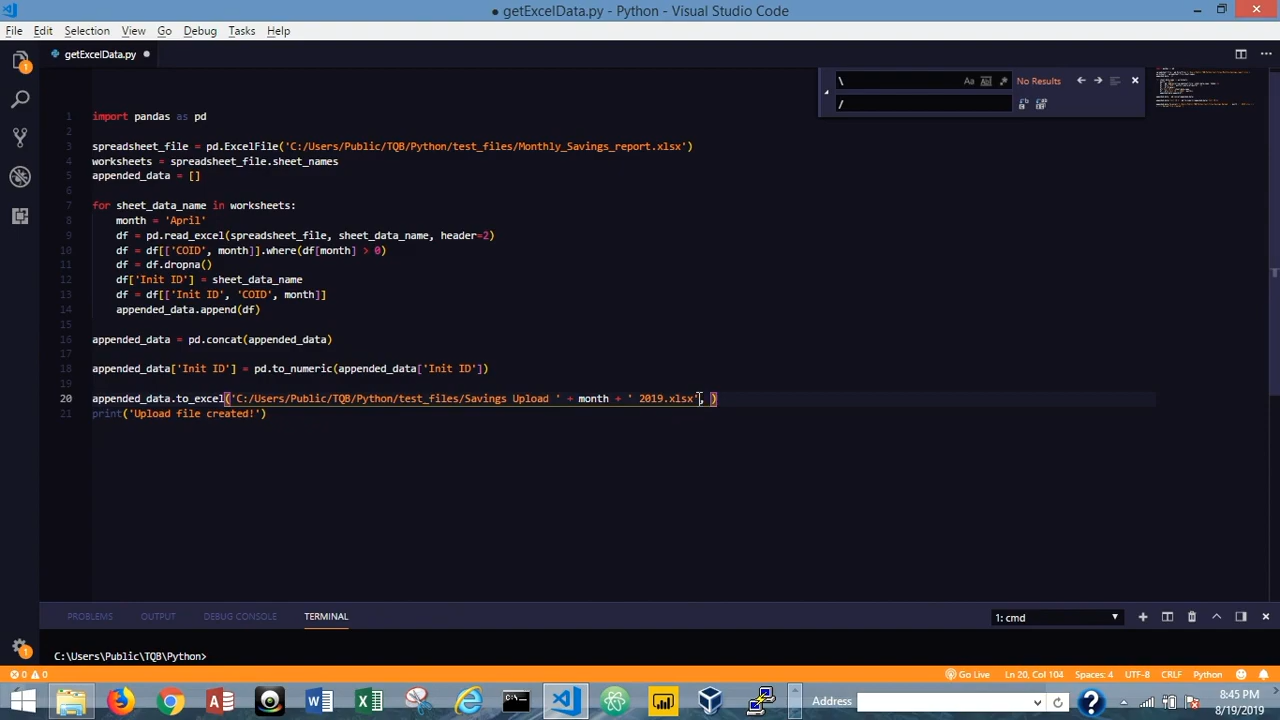 ● getExcelData.py - Python - Visual Studio Code
File Edit Selection View Go Debug Tasks Help
getExcelData.py ●
\ No Results
/
1 import pandas as pd
2
3 spreadsheet_file = pd.ExcelFile('C:/Users/Public/TQB/Python/test_files/Monthly_Savings_report.xlsx')
4 worksheets = spreadsheet_file.sheet_names
5 appended_data = []
6
7 for sheet_data_name in worksheets:
8 month = 'April'
9 df = pd.read_excel(spreadsheet_file, sheet_data_name, header=2)
10 df = df[['COID', month]].where(df[month] > 0)
11 df = df.dropna()
12 df['Init ID'] = sheet_data_name
13 df = df[['Init ID', 'COID', month]]
14 appended_data.append(df)
15
16 appended_data = pd.concat(appended_data)
17
18 appended_data['Init ID'] = pd.to_numeric(appended_data['Init ID'])
19
20 appended_data.to_excel('C:/Users/Public/TQB/Python/test_files/Savings Upload ' + month + ' 2019.xlsx', )
21 print('Upload file created!')
PROBLEMS OUTPUT DEBUG CONSOLE TERMINAL 1: cmd
C:\Users\Public\TQB\Python>
0 0 Go Live Ln 20, Col 104 Spaces: 4 UTF-8 CRLF Python
Address 8:45 PM
8/19/2019